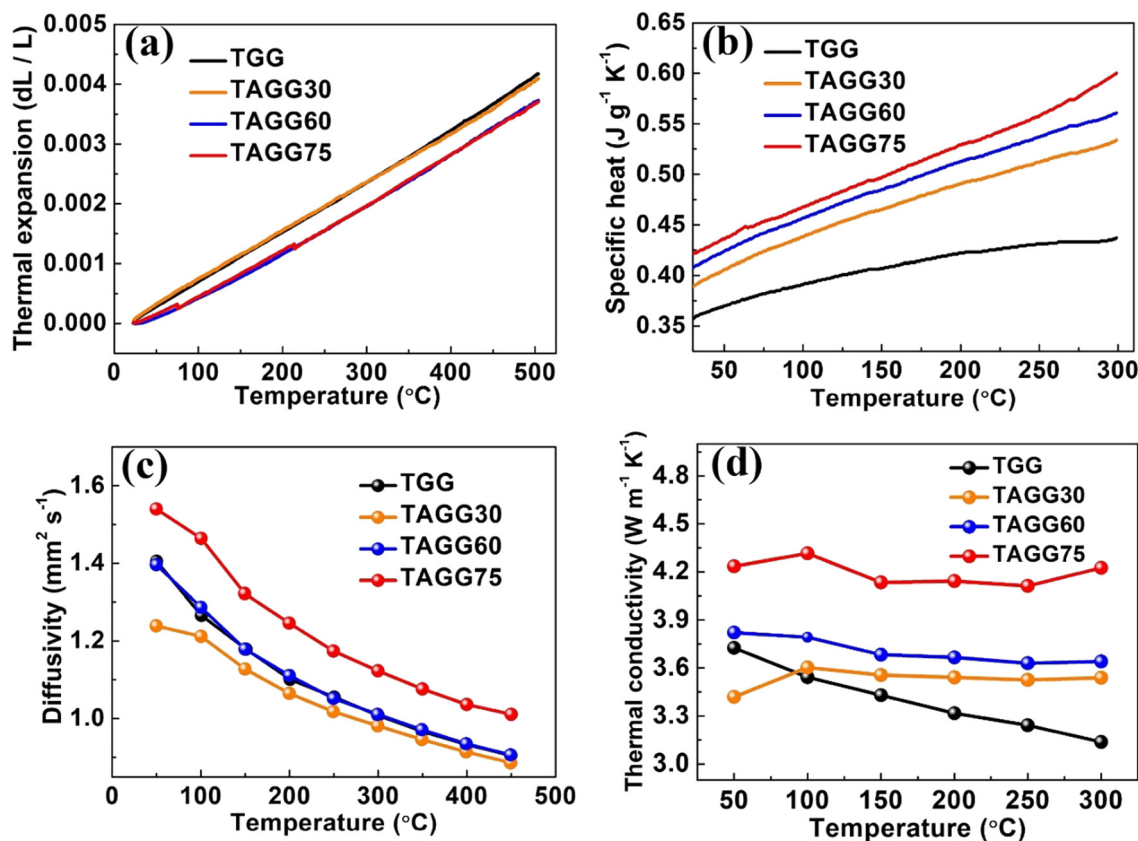 (a)
TGG
TAGG30
TAGG60
TAGG75
Thermal expansion (dL / L)
0.005
0.004
0.003
0.002
0.001
0.000
0 100 200 300 400 500
Temperature (°C)
(b)
TGG
TAGG30
TAGG60
TAGG75
Specific heat (J g⁻¹ K⁻¹)
0.65
0.60
0.55
0.50
0.45
0.40
0.35
50 100 150 200 250 300
Temperature (°C)
(c)
TGG
TAGG30
TAGG60
TAGG75
Diffusivity (mm² s⁻¹)
1.6
1.4
1.2
1.0
0 50 100 150 200 250 300 350 400 450 500
Temperature (°C)
(d)
TGG
TAGG30
TAGG60
TAGG75
Thermal conductivity (W m⁻¹ K⁻¹)
4.8
4.5
4.2
3.9
3.6
3.3
3.0
50 100 150 200 250 300
Temperature (°C)